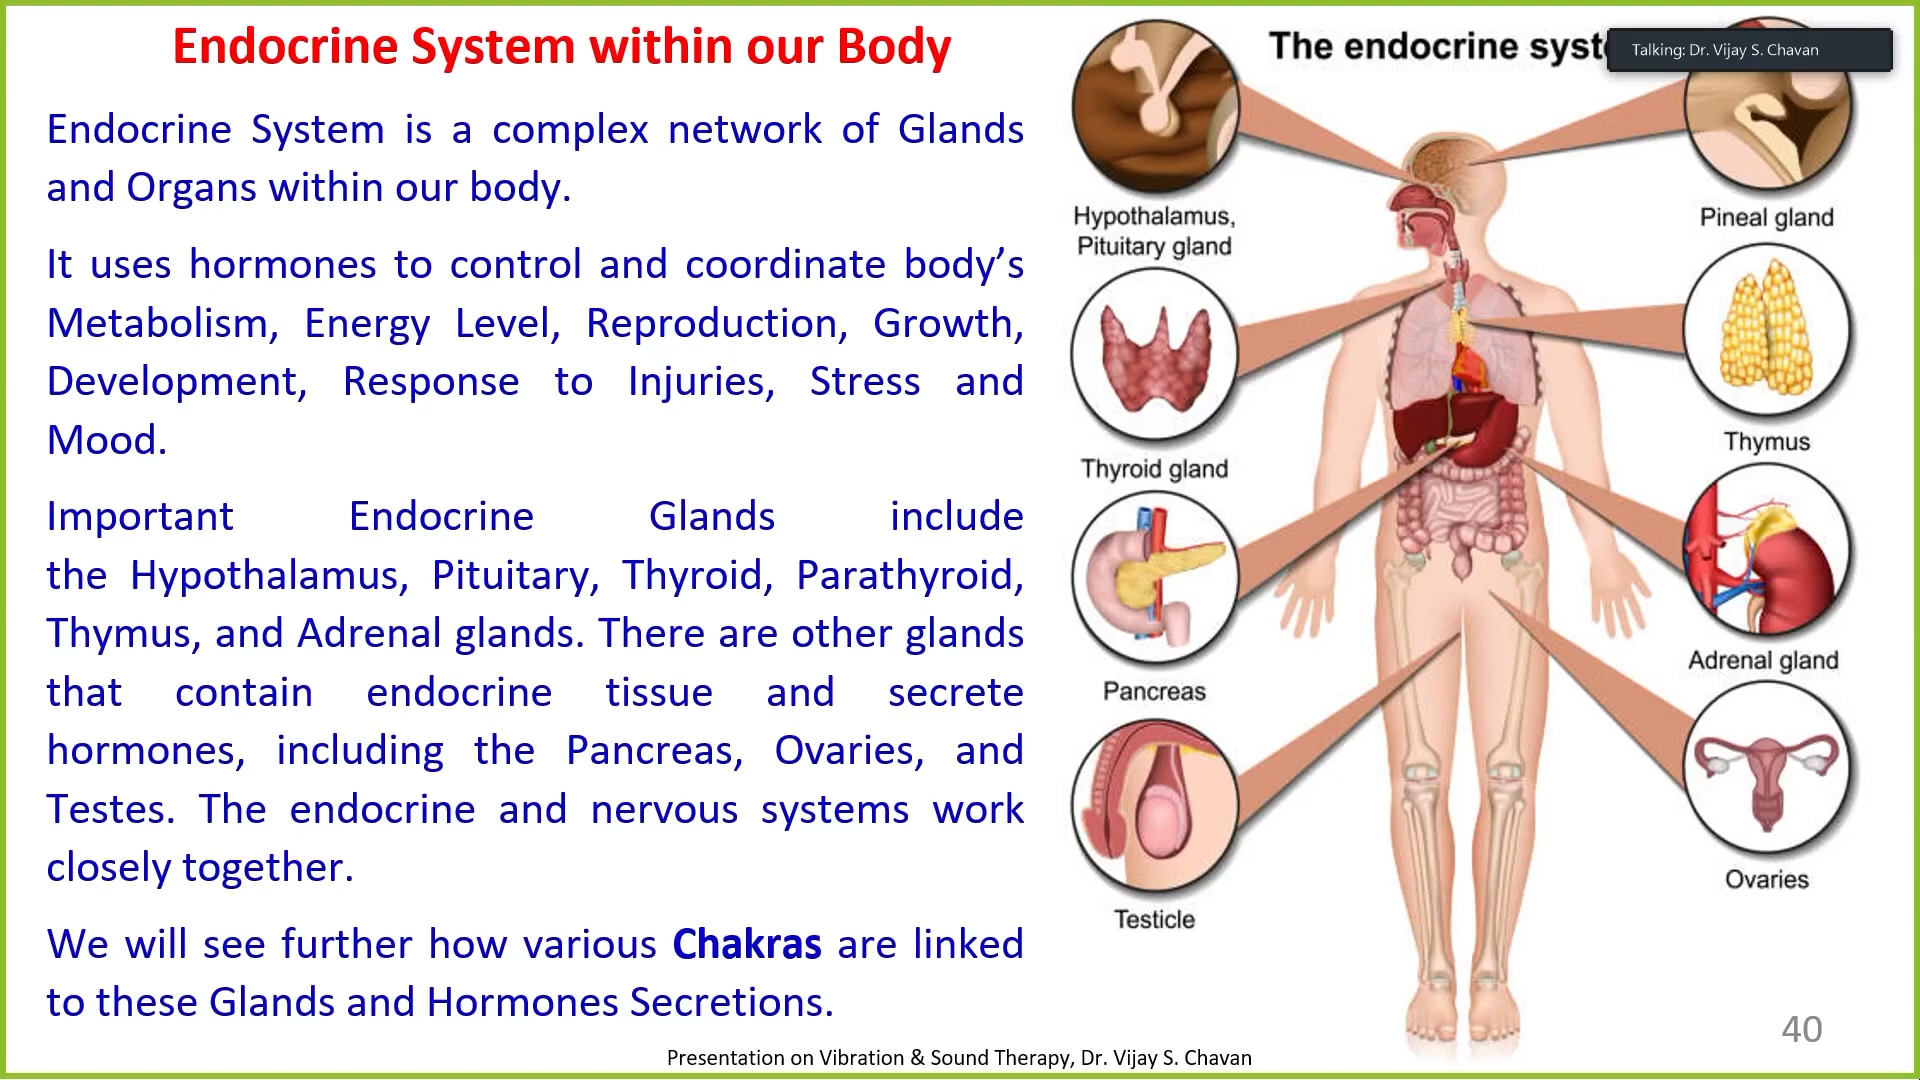 Endocrine System within our Body
Endocrine System is a complex network of Glands
and Organs within our body.
It uses hormones to control and coordinate body’s
Metabolism, Energy Level, Reproduction, Growth,
Development, Response to Injuries, Stress and
Mood.
Important Endocrine Glands include
the Hypothalamus, Pituitary, Thyroid, Parathyroid,
Thymus, and Adrenal glands. There are other glands
that contain endocrine tissue and secrete
hormones, including the Pancreas, Ovaries, and
Testes. The endocrine and nervous systems work
closely together.
We will see further how various Chakras are linked
to these Glands and Hormones Secretions.
The endocrine
Talking: Dr. Vijay S. Chavan
Hypothalamus,
Pituitary gland
Pineal gland
Thyroid gland
Thymus
Pancreas
Adrenal gland
Testicle
Ovaries
40
Presentation on Vibration & Sound Therapy, Dr. Vijay S. Chavan